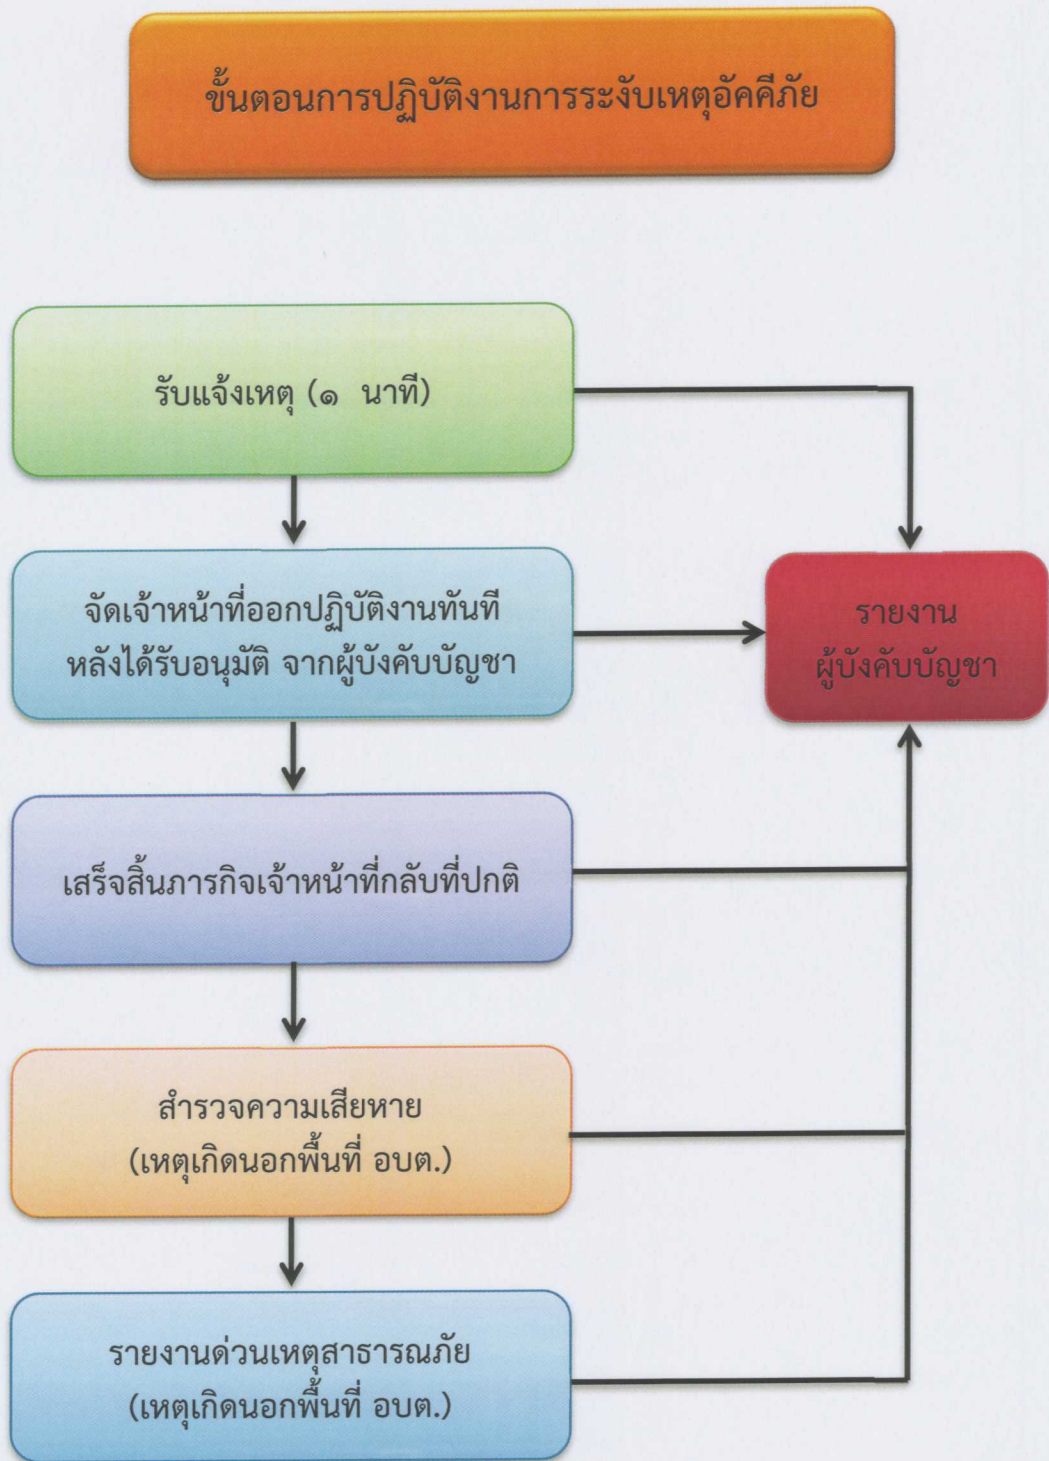 ขั้นตอนการปฏิบัติงานการระงับเหตุอัคคีภัย
รับแจ้งเหตุ (๑ นาที)
จัดเจ้าหน้าที่ออกปฏิบัติงานทันที
หลังได้รับอนุมัติ จากผู้บังคับบัญชา
รายงาน
ผู้บังคับบัญชา
เสร็จสิ้นภารกิจเจ้าหน้าที่กลับที่ปกติ
สำรวจความเสียหาย
(เหตุเกิดนอกพื้นที่ อบต.)
รายงานด่วนเหตุสาธารณภัย
(เหตุเกิดนอกพื้นที่ อบต.)